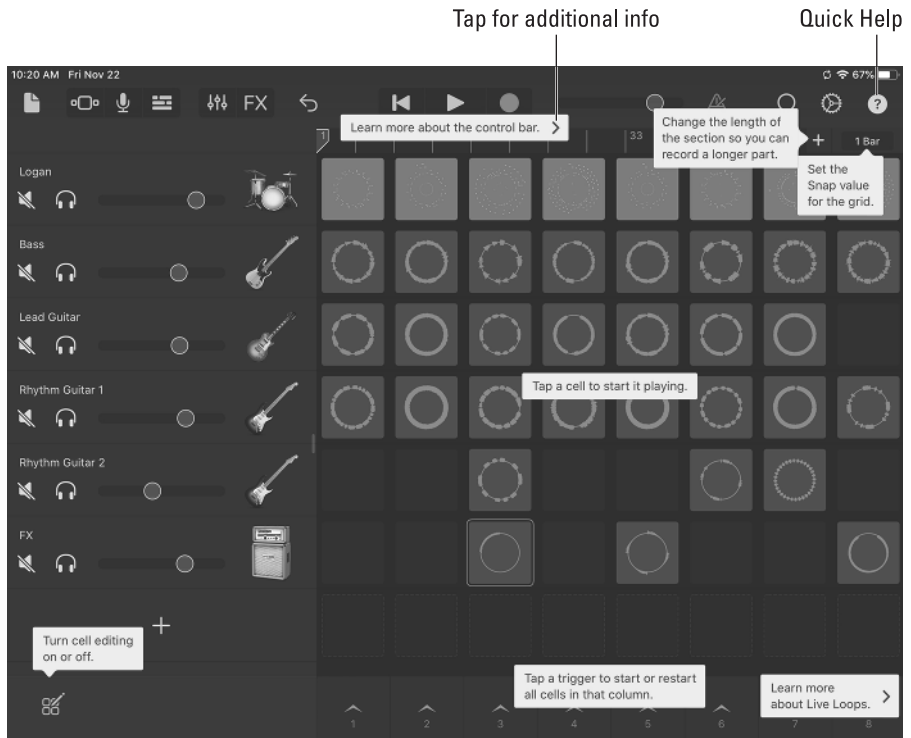 Tap for additional info
Quick Help
10:20 AM Fri Nov 22
67%
FX
?
Learn more about the control bar.
1
33
Change the length of
the section so you can
record a longer part.
+
1 Bar
Set the
Snap value
for the grid.
Logan
Bass
Lead Guitar
Rhythm Guitar 1
Tap a cell to start it playing.
Rhythm Guitar 2
FX
+
Turn cell editing
on or off.
Tap a trigger to start or restart
all cells in that column.
Learn more
about Live Loops.
1 2 3 4 5 6 7 8